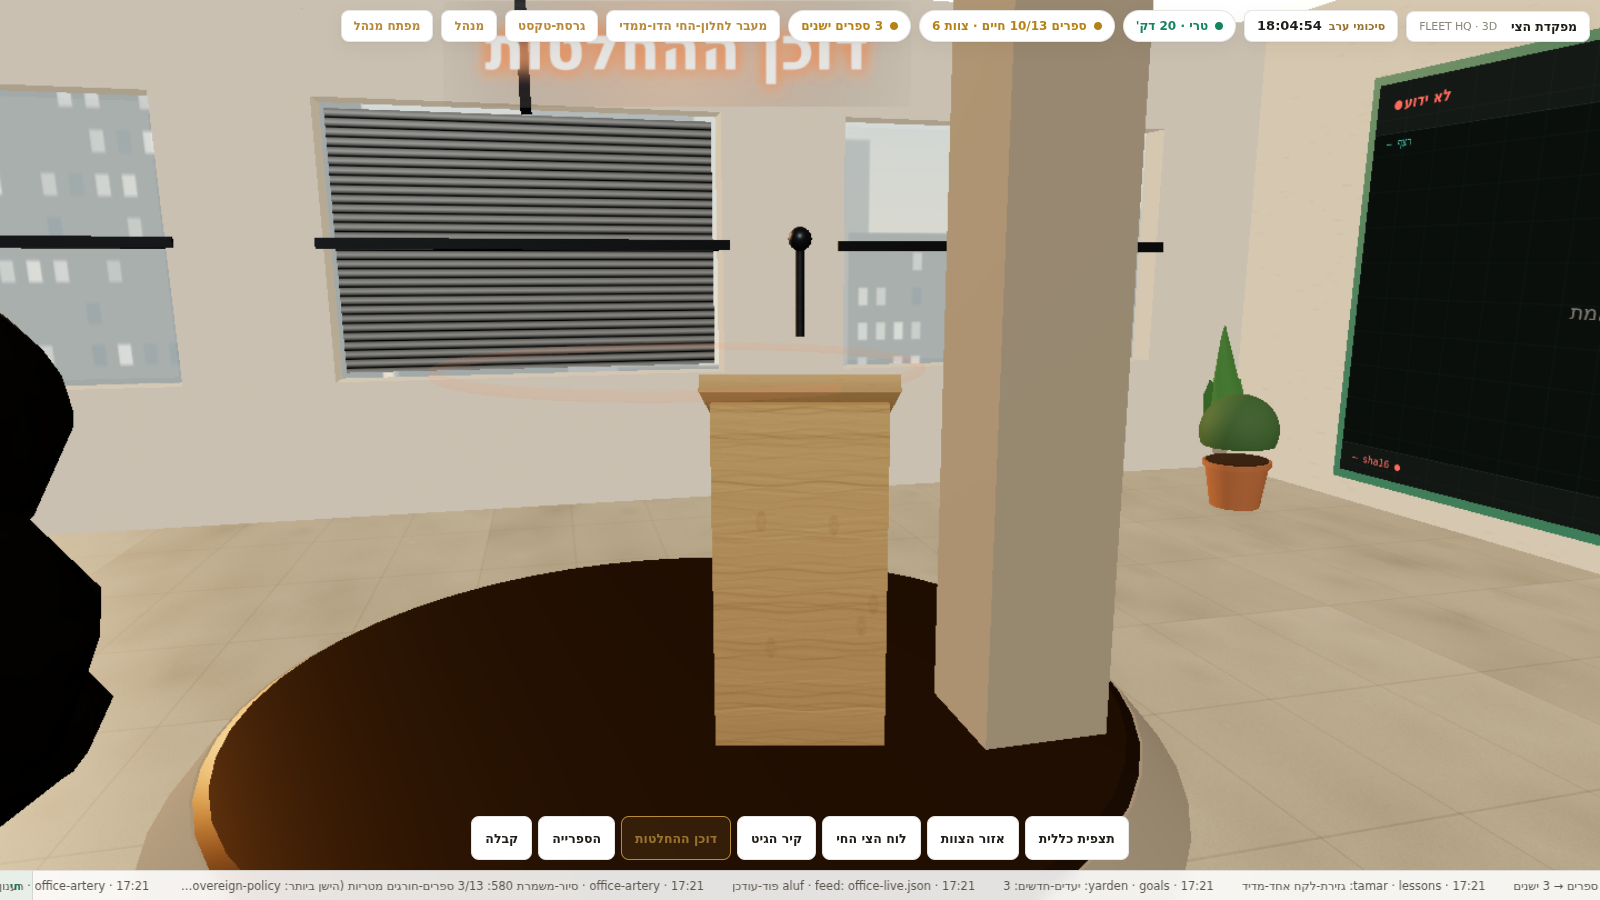 מפקדת הצי FLEET HQ · 3D
סיכומי ערב 18:04:54
טרי · 20 דק'
ספרים 10/13 חיים · צוות 6
3 ספרים ישנים
מעבר לחלון-החי הדו-ממדי
גרסת-טקסט
מנהל
מפתח מנהל
דוכן ההחלטות
לא ידוע
רצף —
sha16 —
תצפית כללית
אזור הצוות
לוח הצי החי
קיר הגיט
דוכן ההחלטות
הספרייה
קבלה
ספרים → 3 ישנים
17:21 · tamar: lessons · גזירת-לקח אחד-מדיד
17:21 · yarden: goals · יעדים-חדשים: 3
17:21 · aluf · feed: office-live.json פוד-עודכן
17:21 · office-artery · סיור-משמרת 580: 3/13 ספרים-חורגים מטריות (הישן ביותר: overeign-policy...
17:21 · office-artery ·